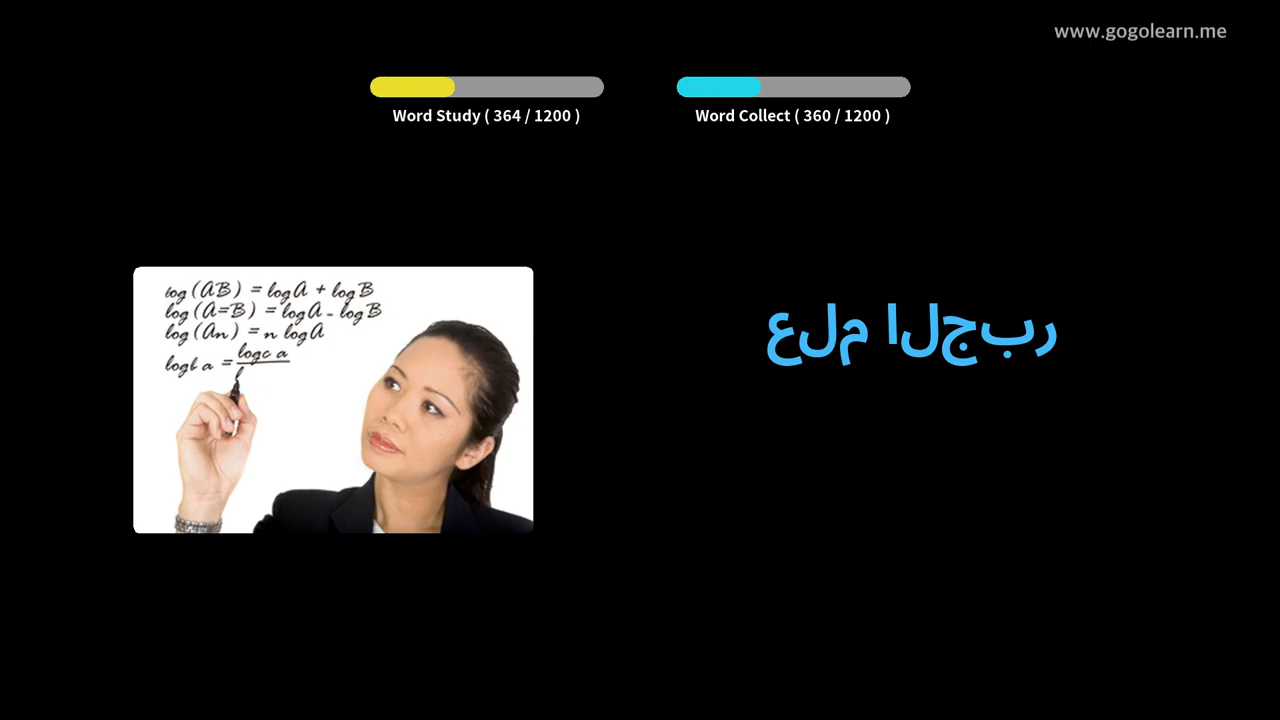 www.gogolearn.me
Word Study ( 364 / 1200 )
Word Collect ( 360 / 1200 )
log (AB) = logA + logB
log (A=B) = logA - logB
log (An) = n logA
logb a = logc a
علم الجبر